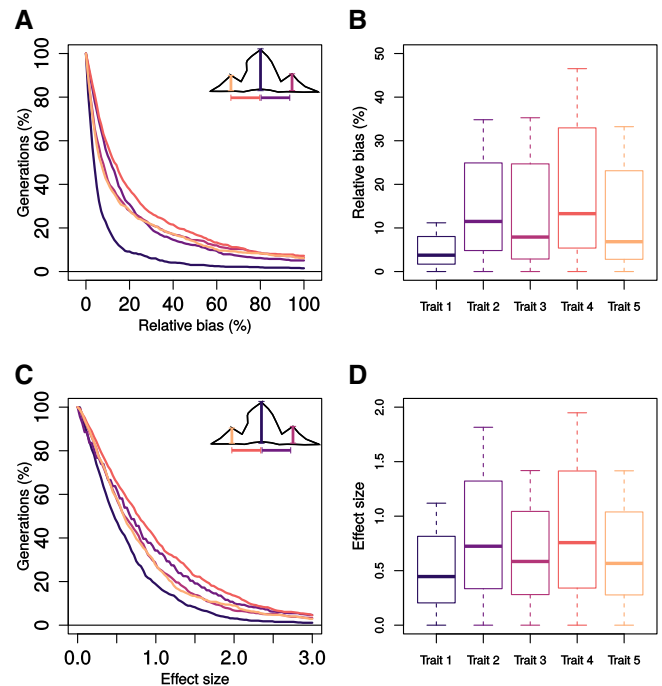 A
Generations (%)
100
80
60
40
20
0
0 20 40 60 80 100
Relative bias (%)
B
Relative bias (%)
50
40
30
20
10
0
Trait 1 Trait 2 Trait 3 Trait 4 Trait 5
C
Generations (%)
100
80
60
40
20
0
0.0 1.0 2.0 3.0
Effect size
D
Effect size
2.0
1.5
1.0
0.5
0.0
Trait 1 Trait 2 Trait 3 Trait 4 Trait 5